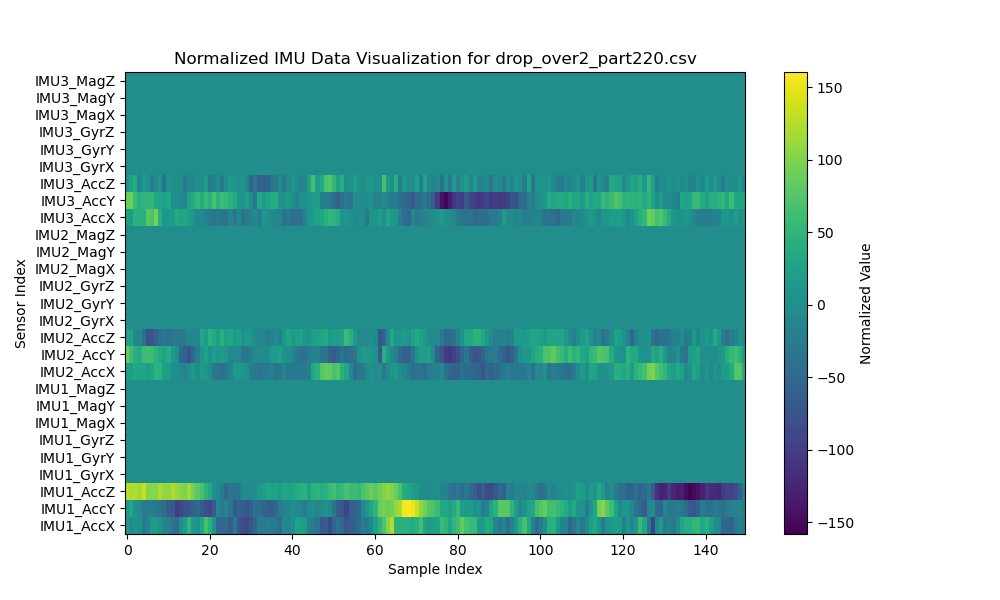 Normalized IMU Data Visualization for drop_over2_part220.csv
IMU3_MagZ
IMU3_MagY
IMU3_MagX
IMU3_GyrZ
IMU3_GyrY
IMU3_GyrX
IMU3_AccZ
IMU3_AccY
IMU3_AccX
IMU2_MagZ
IMU2_MagY
IMU2_MagX
IMU2_GyrZ
IMU2_GyrY
IMU2_GyrX
IMU2_AccZ
IMU2_AccY
IMU2_AccX
IMU1_MagZ
IMU1_MagY
IMU1_MagX
IMU1_GyrZ
IMU1_GyrY
IMU1_GyrX
IMU1_AccZ
IMU1_AccY
IMU1_AccX
Sensor Index
0 20 40 60 80 100 120 140
Sample Index
150
100
50
0
−50
−100
−150
Normalized Value